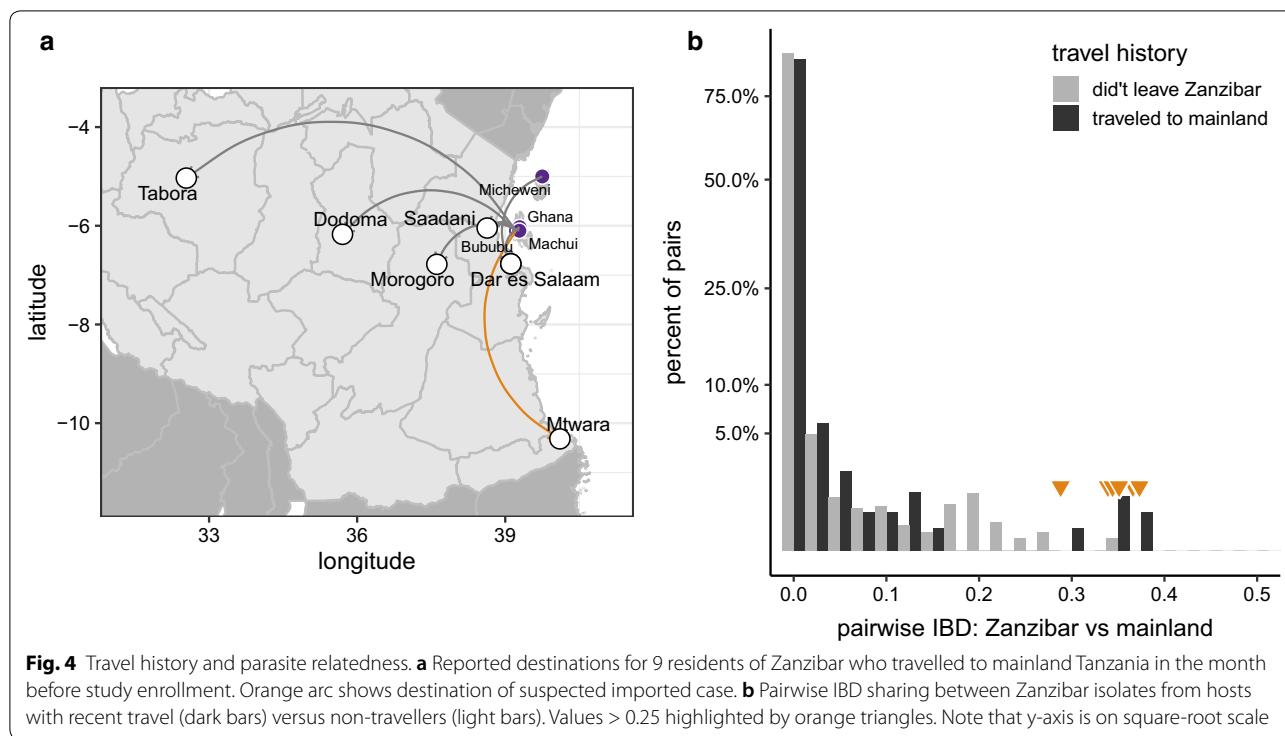 a
−4
−6
−8
−10
latitude
33
36
39
longitude
Tabora
Dodoma
Saadani
Morogoro
Dar es Salaam
Mtwara
Micheweni
Ghana
Bububu
Machui
b
travel history
did't leave Zanzibar
traveled to mainland
percent of pairs
75.0%
50.0%
25.0%
10.0%
5.0%
0.0
0.1
0.2
0.3
0.4
0.5
pairwise IBD: Zanzibar vs mainland
Fig. 4 Travel history and parasite relatedness. a Reported destinations for 9 residents of Zanzibar who travelled to mainland Tanzania in the month
before study enrollment. Orange arc shows destination of suspected imported case. b Pairwise IBD sharing between Zanzibar isolates from hosts
with recent travel (dark bars) versus non-travellers (light bars). Values > 0.25 highlighted by orange triangles. Note that y-axis is on square-root scale